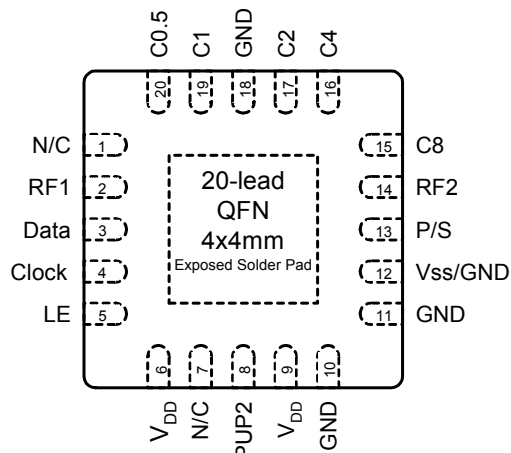 C0.5
C1
GND
C2
C4
20
19
18
17
16
N/C
1
RF1
2
Data
3
Clock
4
LE
5
20-lead
QFN
4x4mm
Exposed Solder Pad
15
C8
14
RF2
13
P/S
12
Vss/GND
11
GND
6
7
8
9
10
VDD
N/C
PUP2
VDD
GND